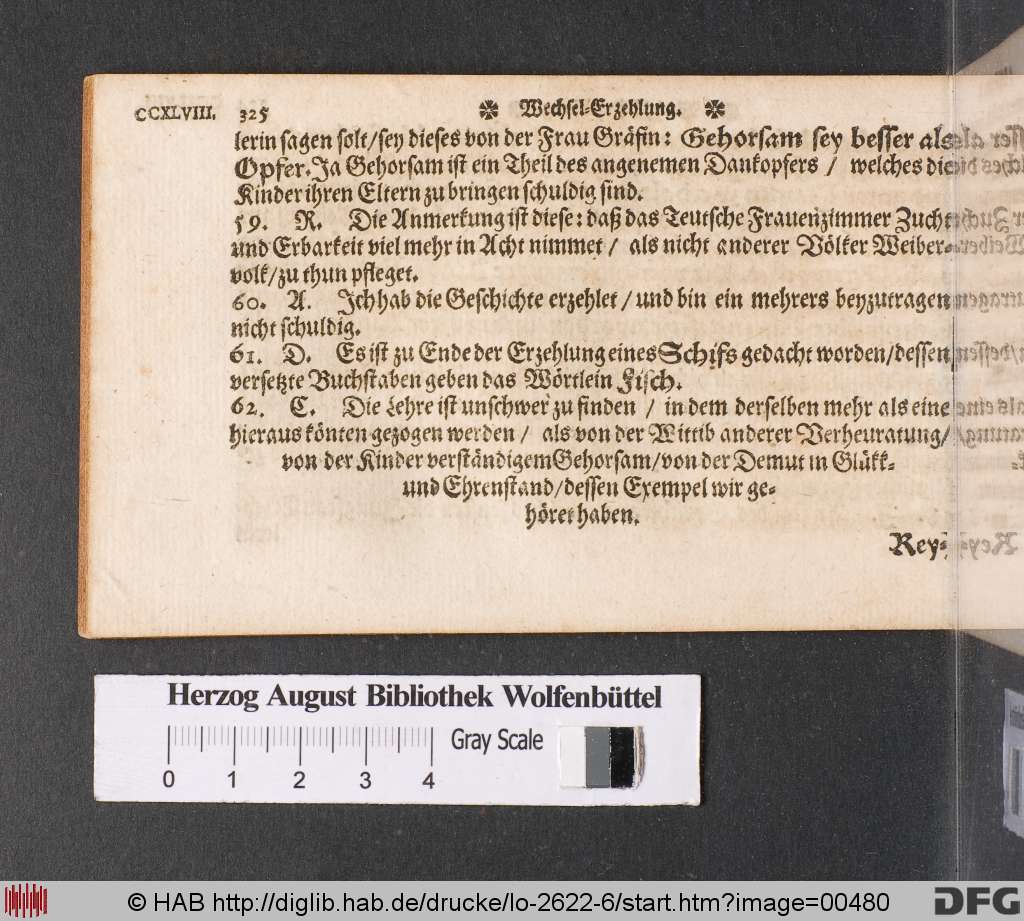 CCXLVIII. 325 ✼ Wechsel-Erzehlung. ✼
lerin sagen solt/sey dieses von der Frau Gräfin: Gehorsam sey besser als
Opfer. Ja Gehorsam ist ein Theil des angenemen Dankopfers / welches die
Kinder ihren Eltern zu bringen schuldig sind.
59. R. Die Anmerkung ist diese: daß das Teutsche Frauenzimmer Zucht
und Erbarkeit viel mehr in Acht nimmet / als nicht anderer Völker Weiber-
volk/zu thun pfleget.
60. A. Ich hab die Geschichte erzehlet / und bin ein mehrers beyzutragen
nicht schuldig.
61. D. Es ist zu Ende der Erzehlung eines Schifs gedacht worden/dessen
versetzte Buchstaben geben das Wörtlein Fisch.
62. C. Die Lehre ist unschwer zu finden / in dem derselben mehr als eine
hieraus könten gezogen werden / als von der Wittib anderer Verheuratung/
von der Kinder verständigem Gehorsam/von der Demut in Glükk-
und Ehrenstand/dessen Exempel wir ge-
höret haben.
Rey-
Herzog August Bibliothek Wolfenbüttel
Gray Scale
0 1 2 3 4
© HAB http://diglib.hab.de/drucke/lo-2622-6/start.htm?image=00480
DFG